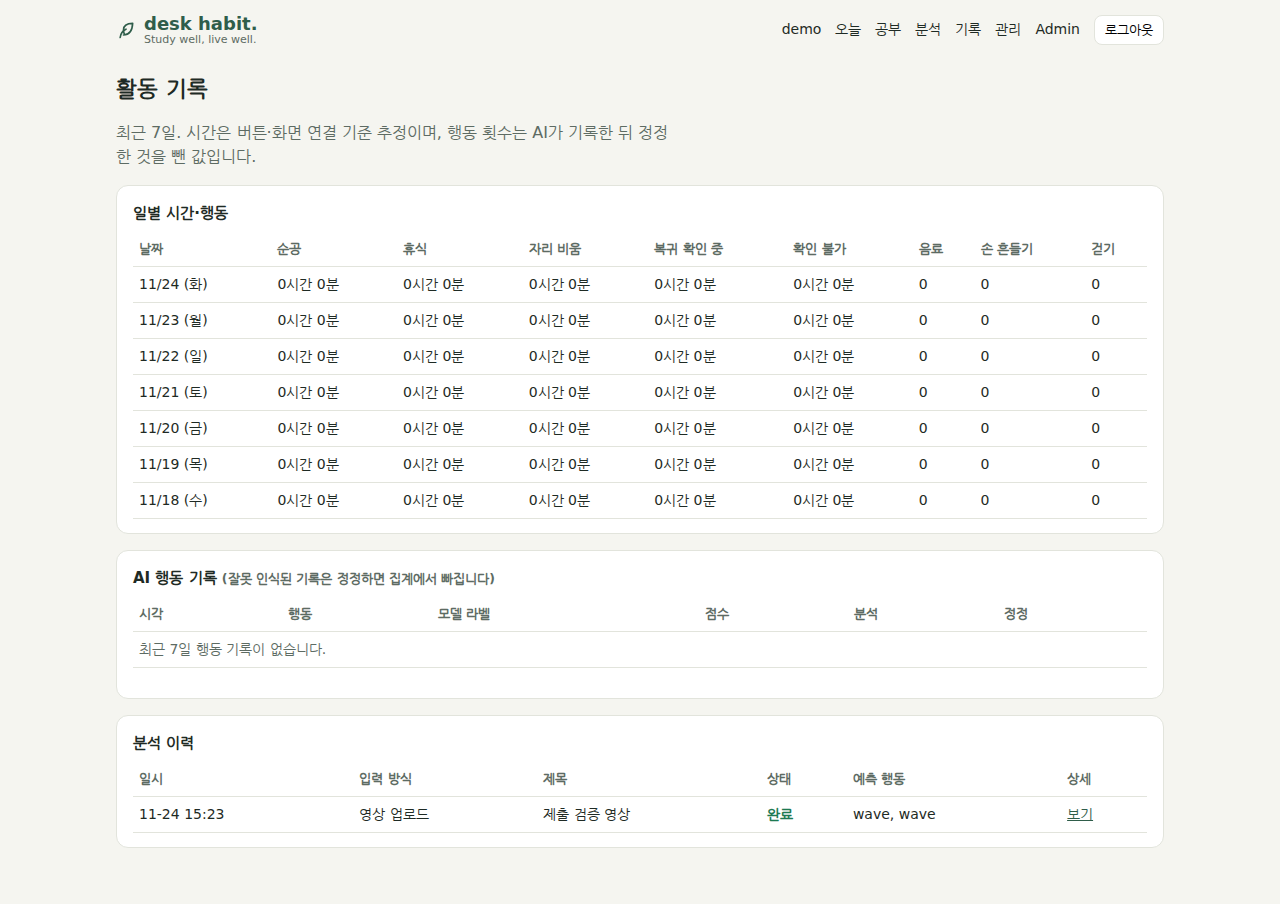 desk habit.
Study well, live well.
demo 오늘 공부 분석 기록 관리 Admin 로그아웃
활동 기록
최근 7일. 시간은 버튼·화면 연결 기준 추정이며, 행동 횟수는 AI가 기록한 뒤 정정
한 것을 뺀 값입니다.
일별 시간·행동
날짜 순공 휴식 자리 비움 복귀 확인 중 확인 불가 음료 손 흔들기 걷기
11/24 (화) 0시간 0분 0시간 0분 0시간 0분 0시간 0분 0시간 0분 0 0 0
11/23 (월) 0시간 0분 0시간 0분 0시간 0분 0시간 0분 0시간 0분 0 0 0
11/22 (일) 0시간 0분 0시간 0분 0시간 0분 0시간 0분 0시간 0분 0 0 0
11/21 (토) 0시간 0분 0시간 0분 0시간 0분 0시간 0분 0시간 0분 0 0 0
11/20 (금) 0시간 0분 0시간 0분 0시간 0분 0시간 0분 0시간 0분 0 0 0
11/19 (목) 0시간 0분 0시간 0분 0시간 0분 0시간 0분 0시간 0분 0 0 0
11/18 (수) 0시간 0분 0시간 0분 0시간 0분 0시간 0분 0시간 0분 0 0 0
AI 행동 기록 (잘못 인식된 기록은 정정하면 집계에서 빠집니다)
시각 행동 모델 라벨 점수 분석 정정
최근 7일 행동 기록이 없습니다.
분석 이력
일시 입력 방식 제목 상태 예측 행동 상세
11-24 15:23 영상 업로드 제출 검증 영상 완료 wave, wave 보기